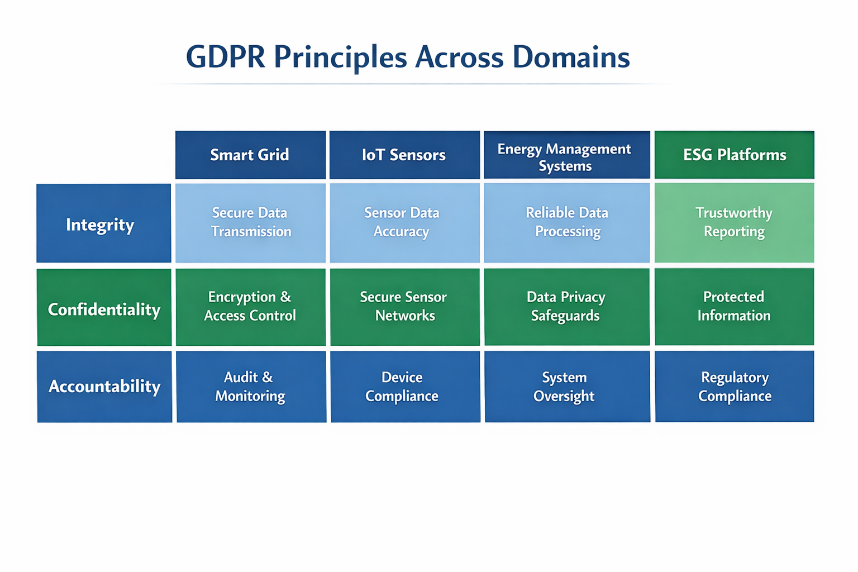 GDPR Principles Across Domains
Smart Grid
IoT Sensors
Energy Management
Systems
ESG Platforms
Integrity
Secure Data
Transmission
Sensor Data
Accuracy
Reliable Data
Processing
Trustworthy
Reporting
Confidentiality
Encryption &
Access Control
Secure Sensor
Networks
Data Privacy
Safeguards
Protected
Information
Accountability
Audit &
Monitoring
Device
Compliance
System
Oversight
Regulatory
Compliance